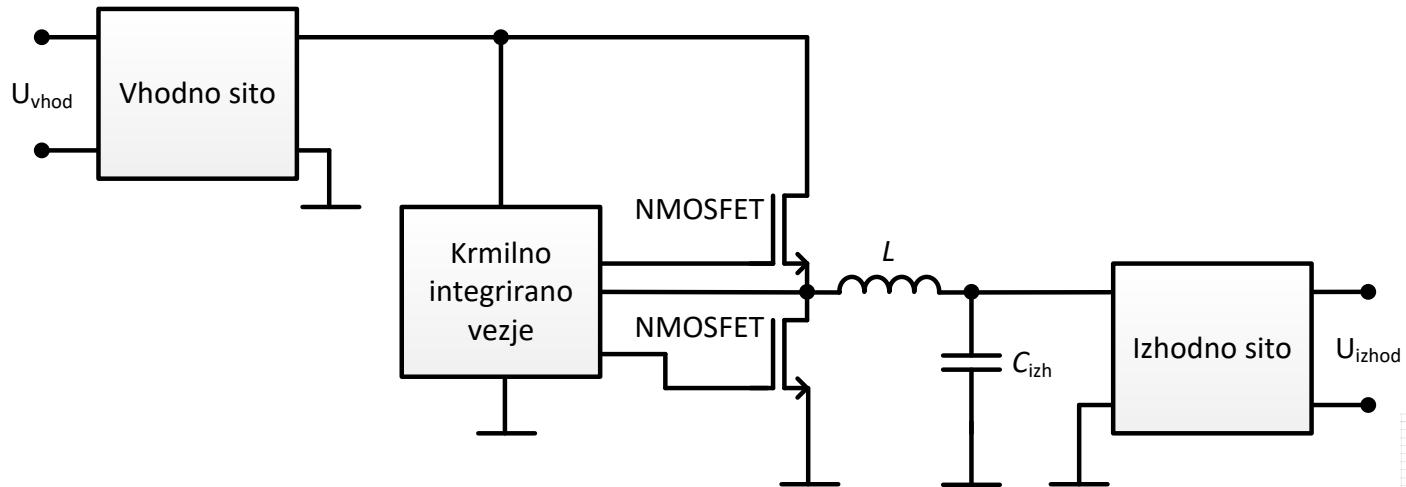 Uvhod
Vhodno sito
Krmilno
integrirano
vezje
NMOSFET
NMOSFET
L
Cizh
Izhodno sito
Uizhod